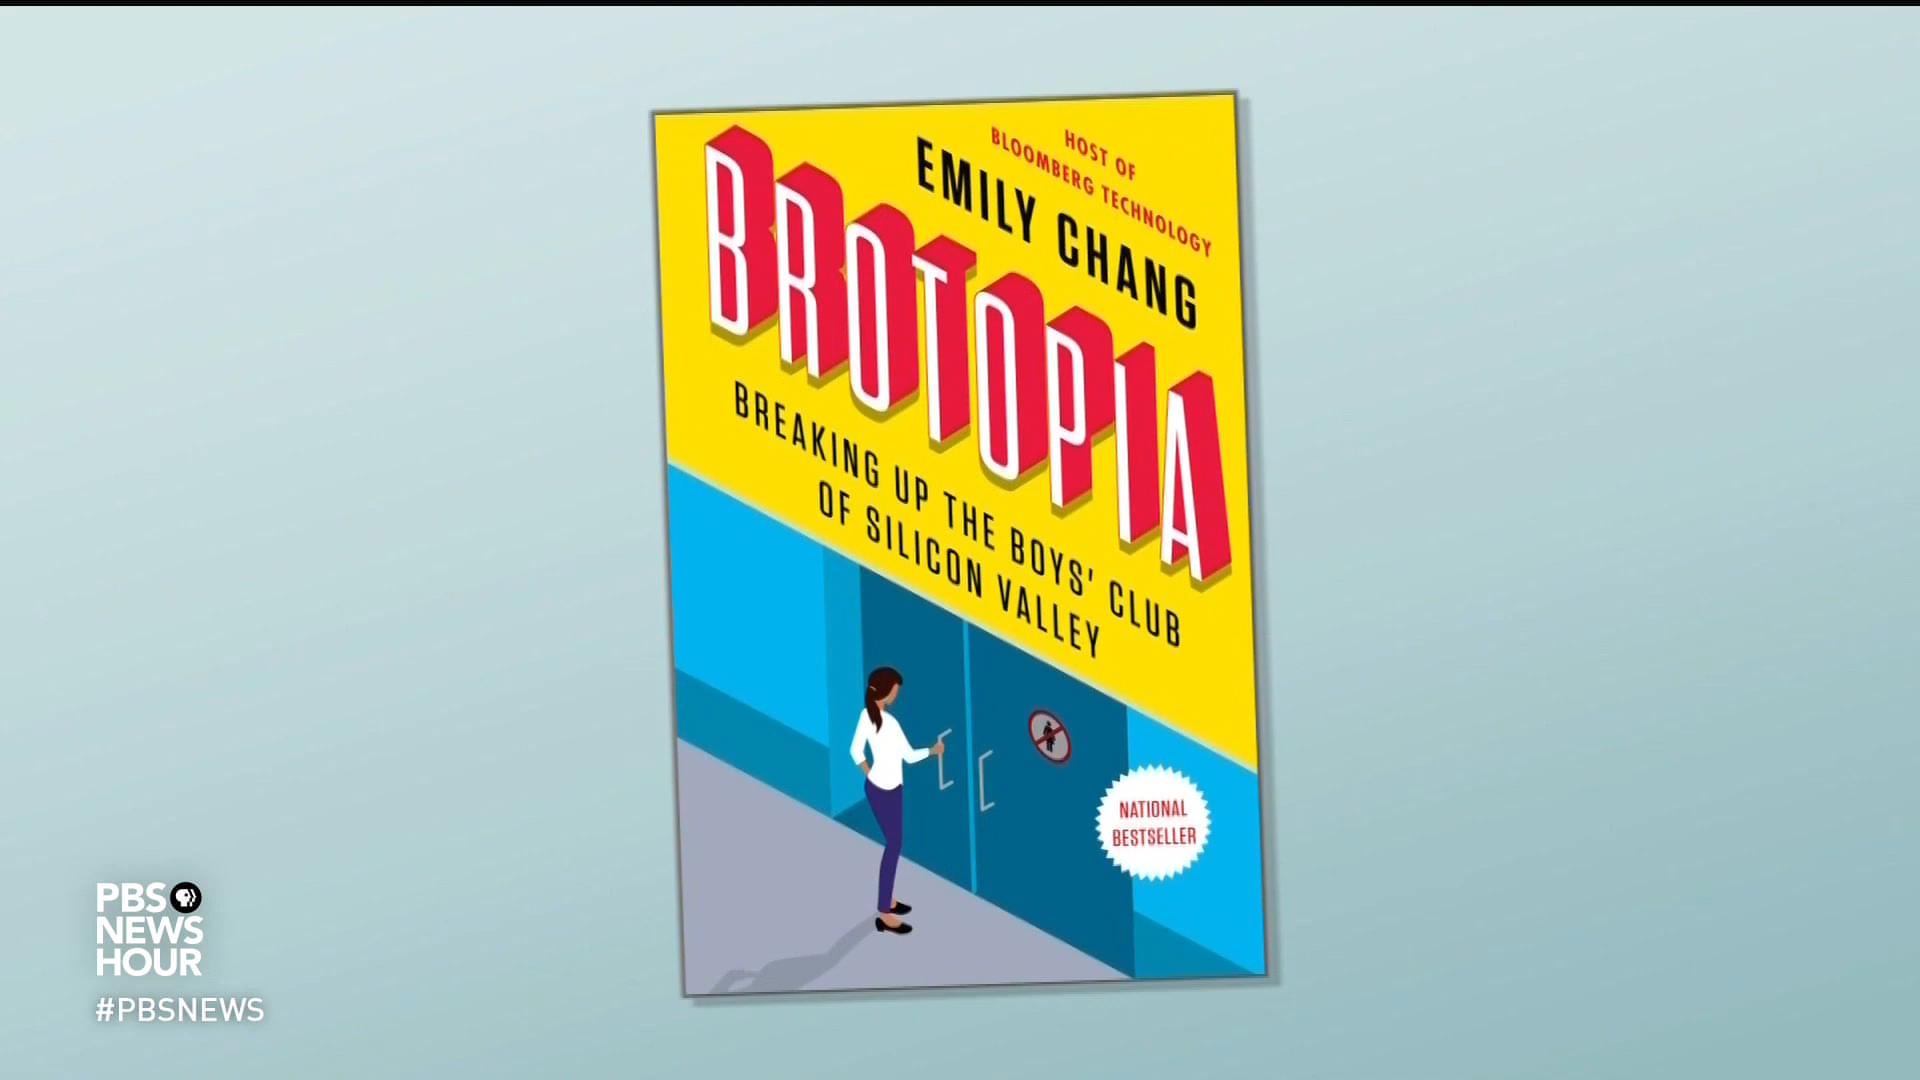 HOST OF
BLOOMBERG TECHNOLOGY
EMILY CHANG
BROTOPIA
BREAKING UP THE BOYS' CLUB
OF SILICON VALLEY
NATIONAL
BESTSELLER
PBS
NEWS
HOUR
#PBSNEWS